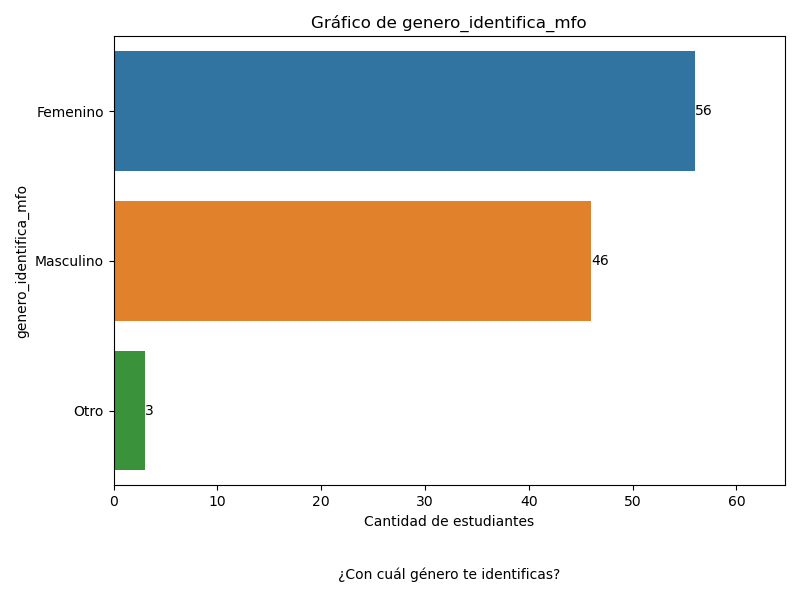 Gráfico de genero_identifica_mfo
genero_identifica_mfo
Femenino
56
Masculino
46
Otro
3
0 10 20 30 40 50 60
Cantidad de estudiantes
¿Con cuál género te identificas?